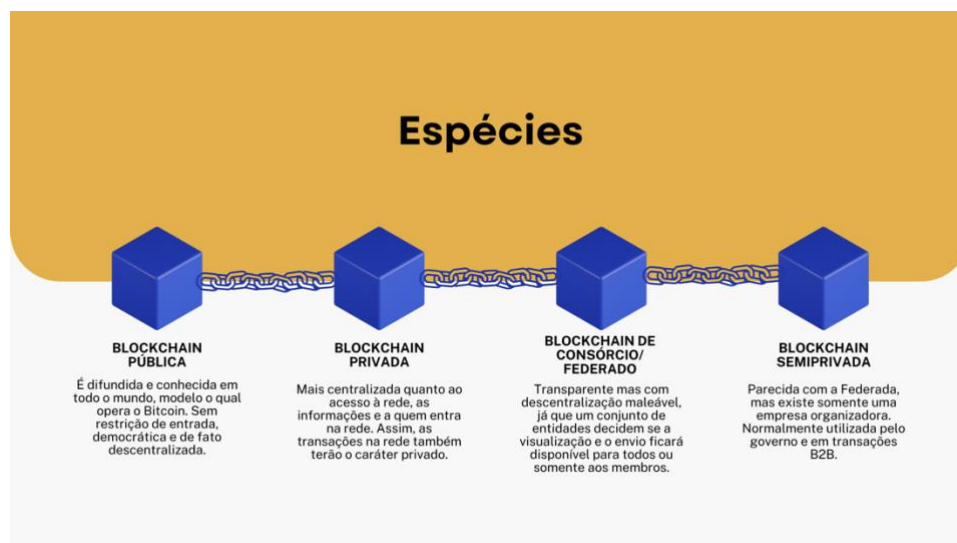 Espécies
BLOCKCHAIN
PÚBLICA
É difundida e conhecida em
todo o mundo, modelo o qual
opera o Bitcoin. Sem
restrição de entrada,
democrática e de fato
descentralizada.
BLOCKCHAIN
PRIVADA
Mais centralizada quanto ao
acesso à rede, as
informações e a quem entra
na rede. Assim, as
transações na rede também
terão o caráter privado.
BLOCKCHAIN DE
CONSÓRCIO/
FEDERADO
Transparente mas com
descentralização maleável,
já que um conjunto de
entidades decidem se a
visualização e o envio ficará
disponível para todos ou
somente aos membros.
BLOCKCHAIN
SEMIPRIVADA
Parecida com a Federada,
mas existe somente uma
empresa organizadora.
Normalmente utilizada pelo
governo e em transações
B2B.